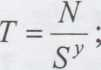 T = N / S^y ;